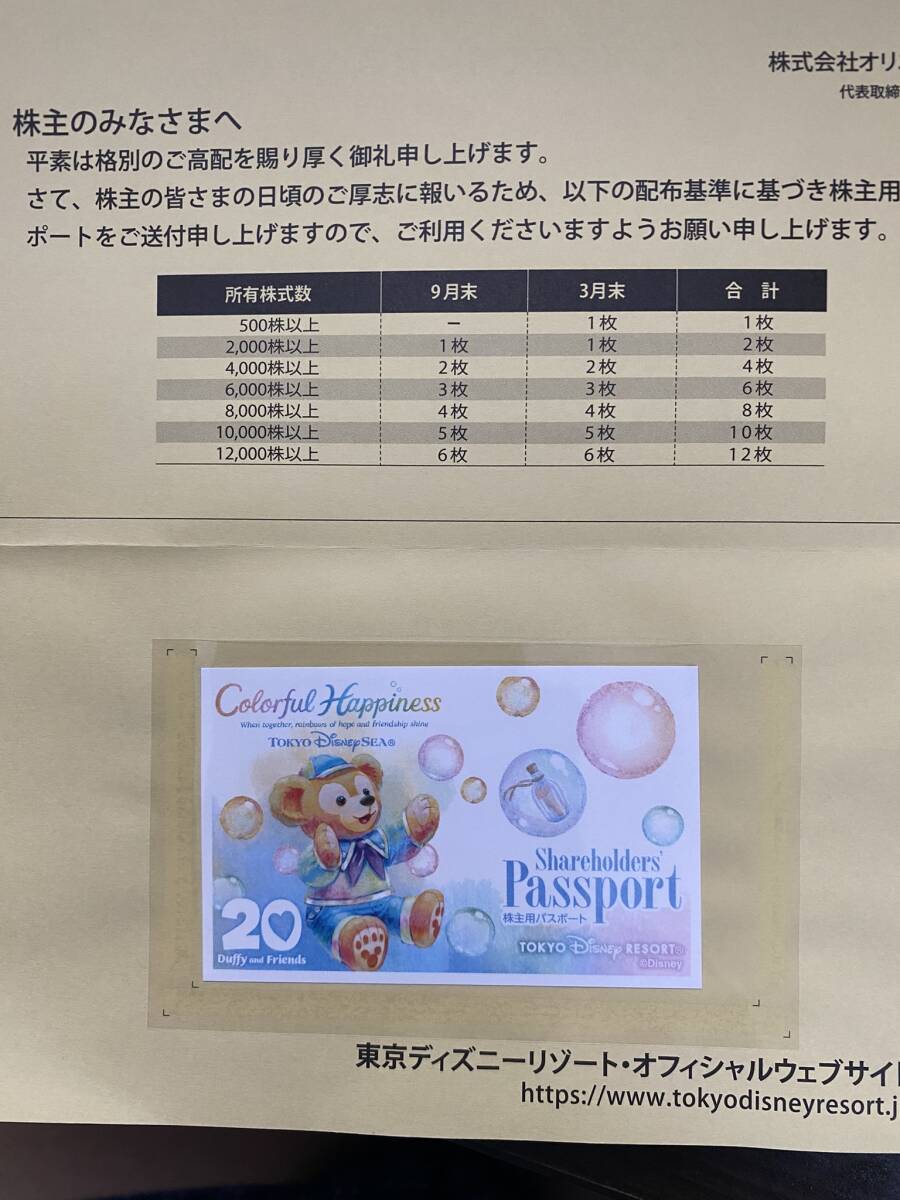 株式会社オリ
代表取締
株主のみなさまへ
平素は格別のご高配を賜り厚く御礼申し上げます。
さて、株主の皆さまの日頃のご厚志に報いるため、以下の配布基準に基づき株主用
ポートをご送付申し上げますので、ご利用くださいますようお願い申し上げます。
所有株式数 9月末 3月末 合 計
500株以上 － 1枚 1枚
2,000株以上 1枚 1枚 2枚
4,000株以上 2枚 2枚 4枚
6,000株以上 3枚 3枚 6枚
8,000株以上 4枚 4枚 8枚
10,000株以上 5枚 5枚 10枚
12,000株以上 6枚 6枚 12枚
Colorful Happiness
When together, rainbows of hope and friendship shine
TOKYO DISNEYSEA®
Shareholders'
Passport
株主用パスポート
20
Duffy and Friends
TOKYO DISNEY RESORT®
©Disney
東京ディズニーリゾート・オフィシャルウェブサイト
https://www.tokyodisneyresort.j